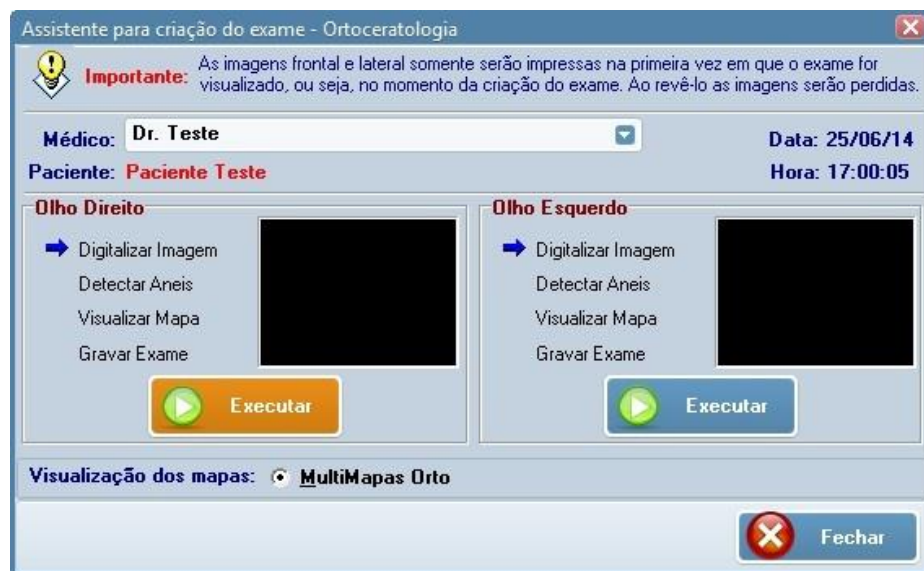 Assistente para criação do exame - Ortoceratologia
Importante: As imagens frontal e lateral somente serão impressas na primeira vez em que o exame for
visualizado, ou seja, no momento da criação do exame. Ao revê-lo as imagens serão perdidas.
Médico: Dr. Teste
Data: 25/06/14
Paciente: Paciente Teste
Hora: 17:00:05
Olho Direito
Digitalizar Imagem
Detectar Aneis
Visualizar Mapa
Gravar Exame
Executar
Olho Esquerdo
Digitalizar Imagem
Detectar Aneis
Visualizar Mapa
Gravar Exame
Executar
Visualização dos mapas: MultiMapas Orto
Fechar